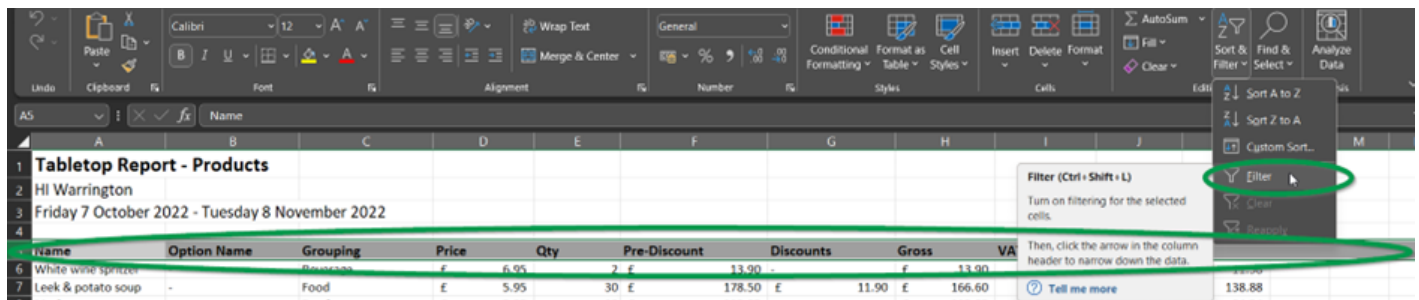 Calibri 12 A^ A˅ Wrap Text General AutoSum
Paste B I U A Merge & Center % 9 Conditional Formatting Format as Table Cell Styles Insert Delete Format Fill Clear Sort & Filter Find & Select Analyze Data
Undo Clipboard Font Alignment Number Styles Cells
Sort A to Z
A5 fx Name
Sort Z to A
A B C D E F G H I J M
Custom Sort...
1 Tabletop Report - Products
Filter (Ctrl+Shift+L)
Filter
2 HI Warrington
Turn on filtering for the selected
cells.
Clear
3 Friday 7 October 2022 - Tuesday 8 November 2022
Reapply
4
Then, click the arrow in the column
header to narrow down the data.
Name Option Name Grouping Price Qty Pre-Discount Discounts Gross VA
6 White wine spritzer Beverage £ 6.95 2 £ 13.90 - £ 13.90
7 Leek & potato soup - Food £ 5.95 30 £ 178.50 £ 11.90 £ 166.60 138.88
Tell me more